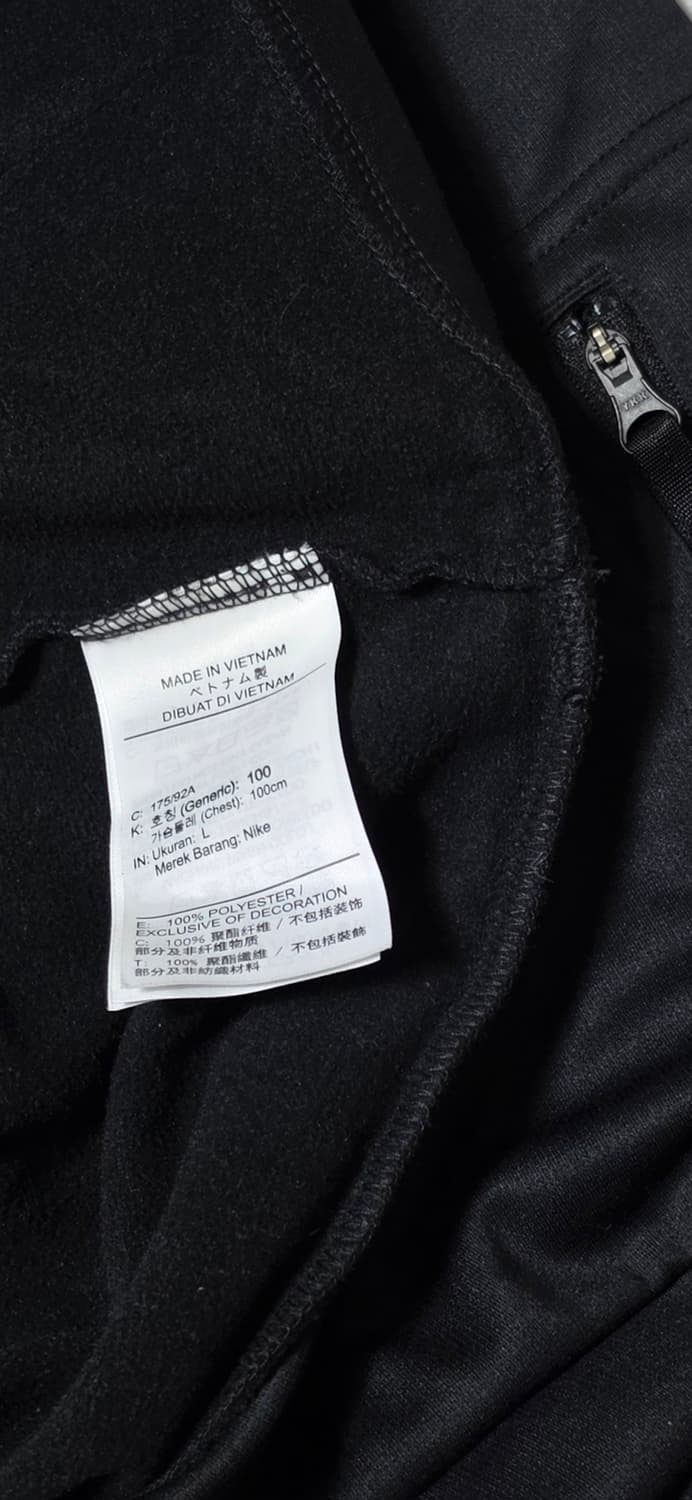 YKK
MADE IN VIETNAM
ベトナム製
DIBUAT DI VIETNAM
C: 175/92A
K: 호칭 (Generic): 100
가슴둘레 (Chest): 100cm
IN: Ukuran: L
Merek Barang: Nike
E: 100% POLYESTER /
EXCLUSIVE OF DECORATION
C: 100% 聚酯纤维 / 不包括装饰
部分及非纤维物质
T: 100% 聚酯纖維 / 不包括裝飾
部分及非紡織材料